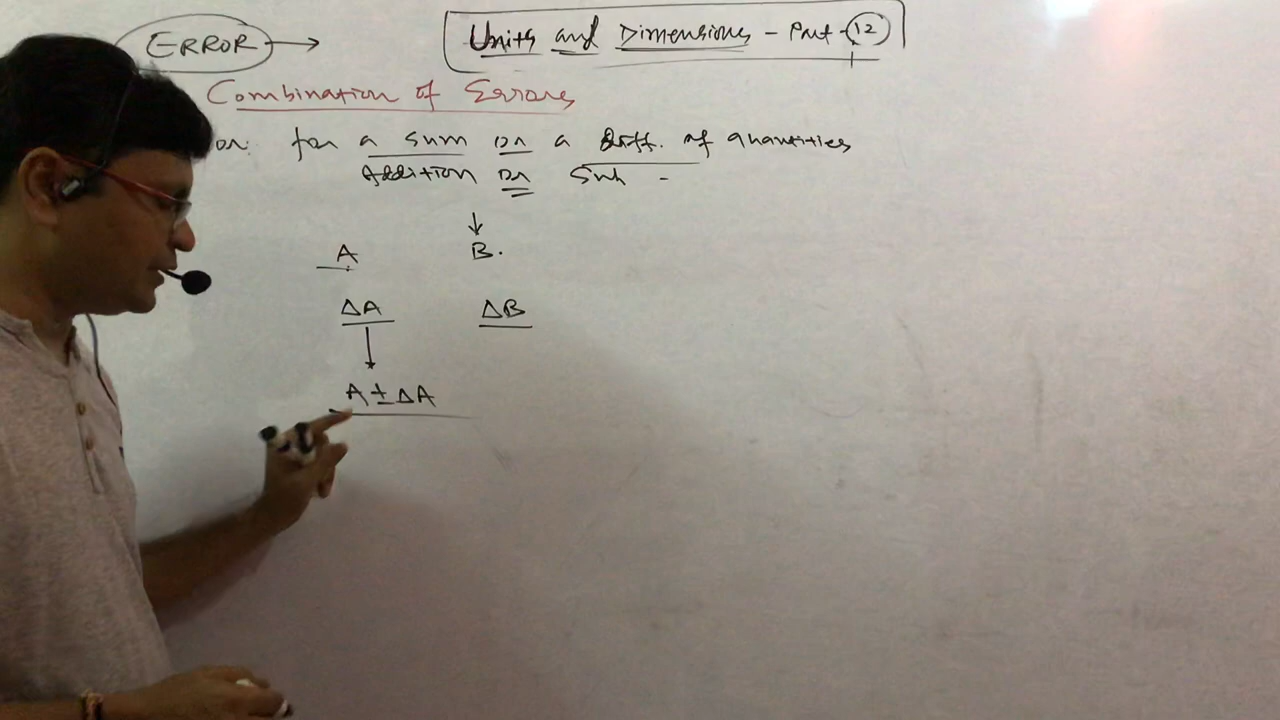 ERROR →
Units and Dimensions - Part - 12
Combination of Errors
for a sum or a Diff. of quantities
Addition or Sub -
↓
A B.
ΔA ΔB
↓
A ± ΔA